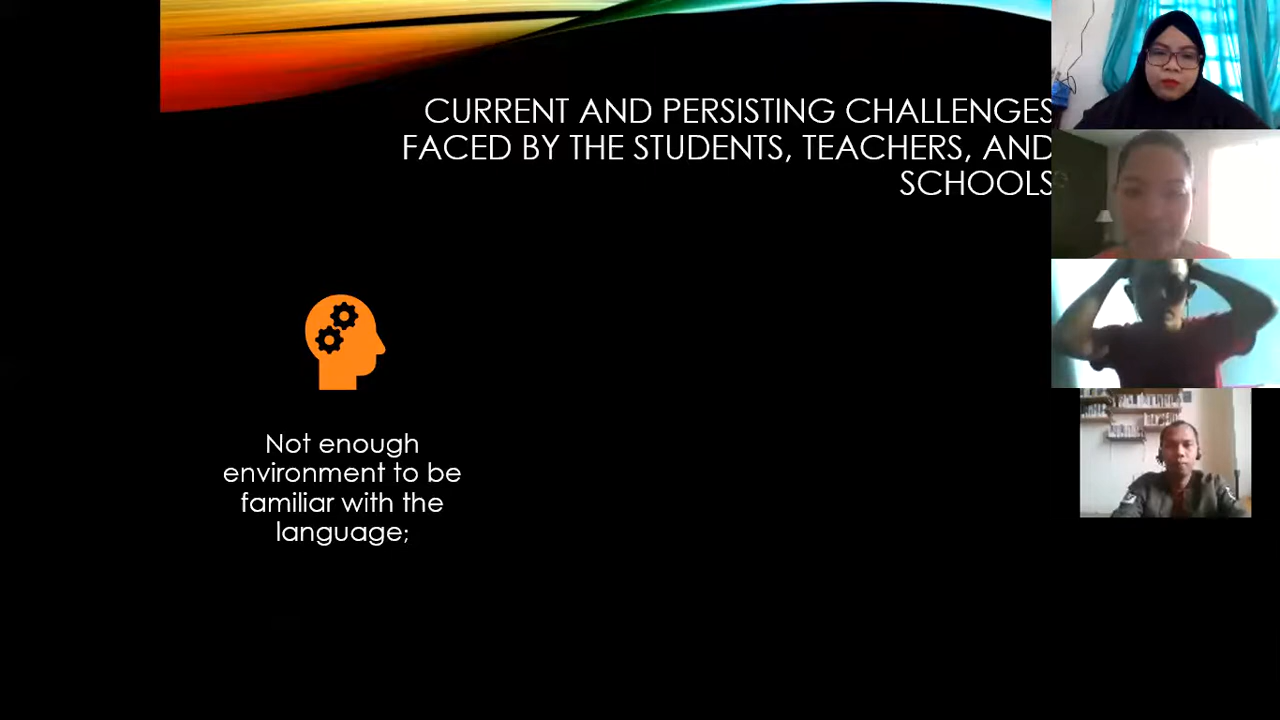 CURRENT AND PERSISTING CHALLENGES
FACED BY THE STUDENTS, TEACHERS, AND
SCHOOLS
Not enough
environment to be
familiar with the
language;